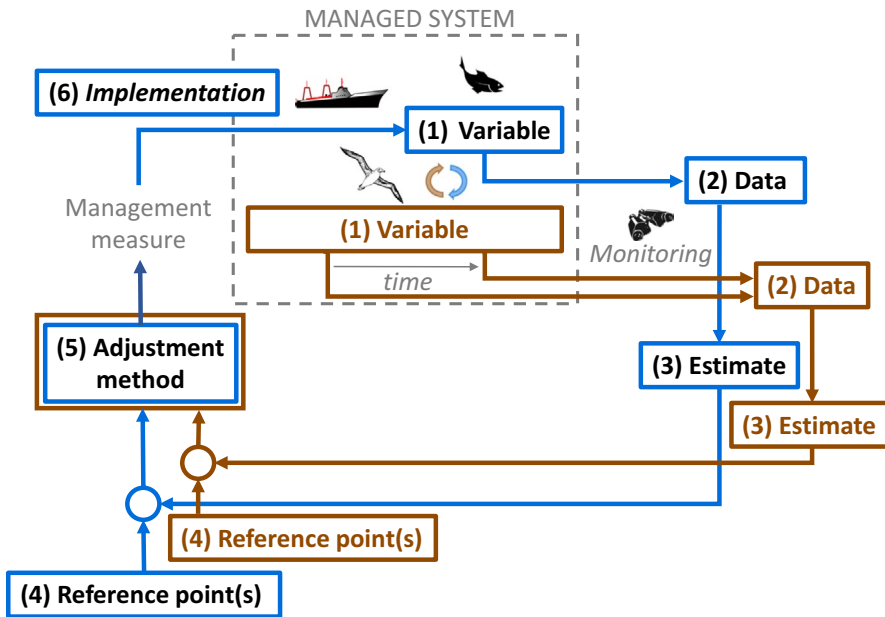 MANAGED SYSTEM
(6) Implementation
(1) Variable
(2) Data
Management
measure
(1) Variable
Monitoring
time
(2) Data
(5) Adjustment
method
(3) Estimate
(3) Estimate
(4) Reference point(s)
(4) Reference point(s)